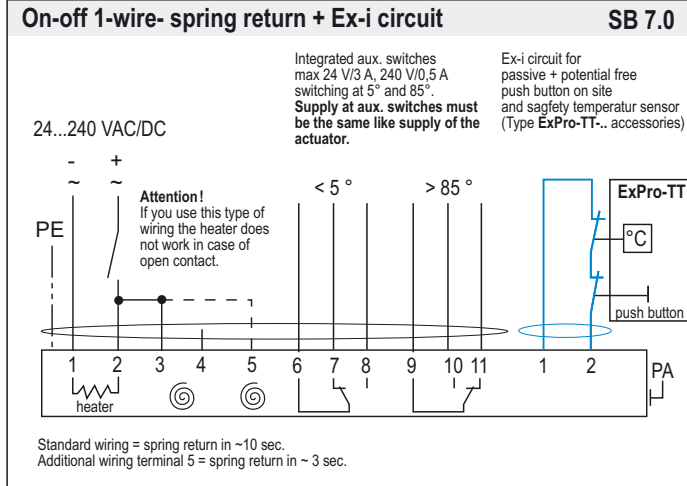 On-off 1-wire- spring return + Ex-i circuit SB 7.0
Integrated aux. switches
max 24 V/3 A, 240 V/0,5 A
switching at 5° and 85°.
Supply at aux. switches must
be the same like supply of the
actuator.
Ex-i circuit for
passive + potential free
push button on site
and sagfety temperatur sensor
(Type ExPro-TT-.. accessories)
24...240 VAC/DC
- +
~ ~
Attention!
If you use this type of
wiring the heater does
not work in case of
open contact.
< 5 ° > 85 °
ExPro-TT
PE
°C
push button
1 2 3 4 5 6 7 8 9 10 11 1 2
PA
heater
Standard wiring = spring return in ~10 sec.
Additional wiring terminal 5 = spring return in ~ 3 sec.